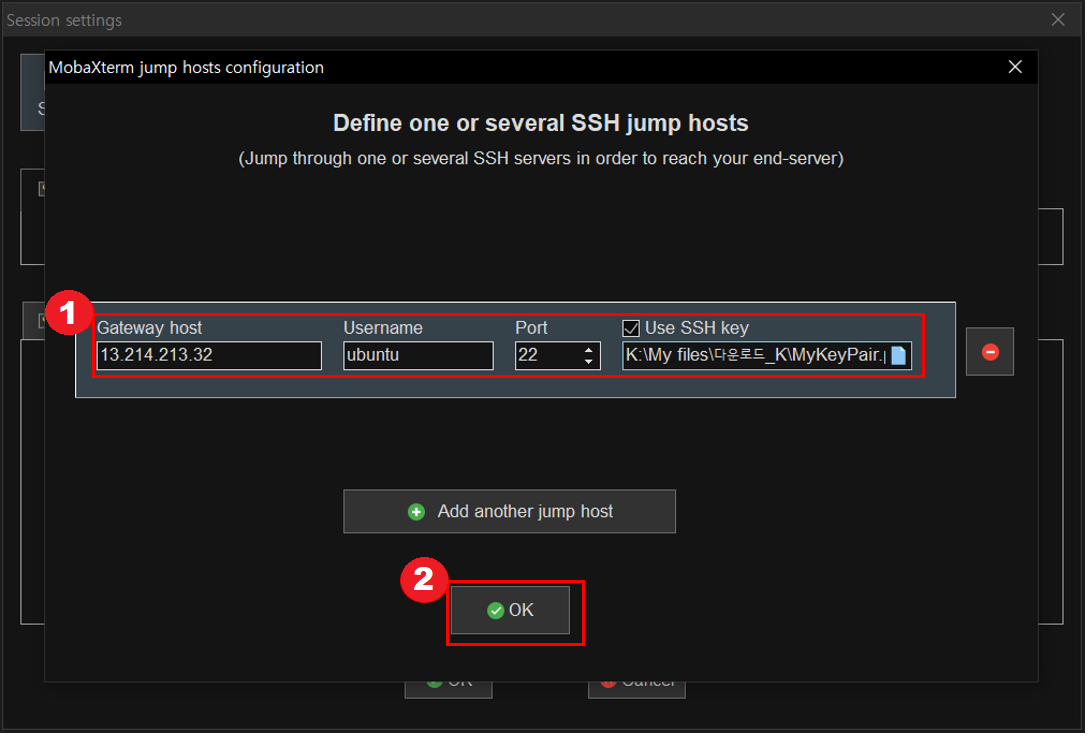 Session settings
MobaXterm jump hosts configuration
S
Define one or several SSH jump hosts
(Jump through one or several SSH servers in order to reach your end-server)
1
Gateway host Username Port Use SSH key
13.214.213.32 ubuntu 22 K:\My files\다운로드_K\MyKeyPair.p
Add another jump host
2
OK
OK Cancel